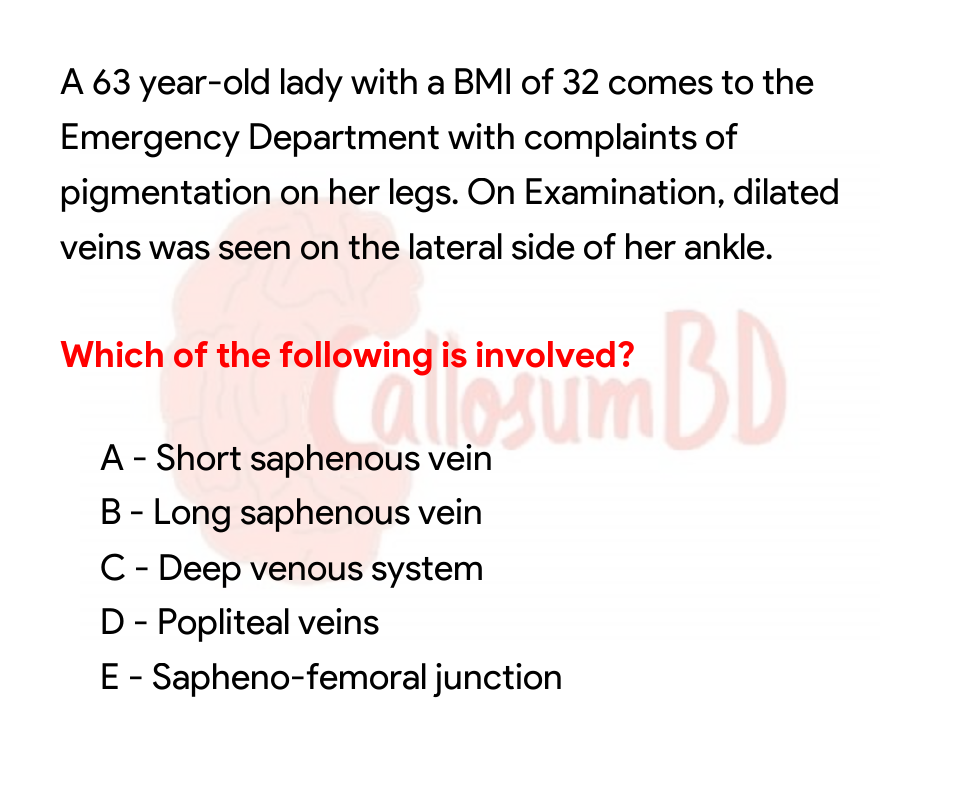 A 63 year-old lady with a BMI of 32 comes to the
Emergency Department with complaints of
pigmentation on her legs. On Examination, dilated
veins was seen on the lateral side of her ankle.
Which of the following is involved?
CallosumBD
A - Short saphenous vein
B - Long saphenous vein
C - Deep venous system
D - Popliteal veins
E - Sapheno-femoral junction